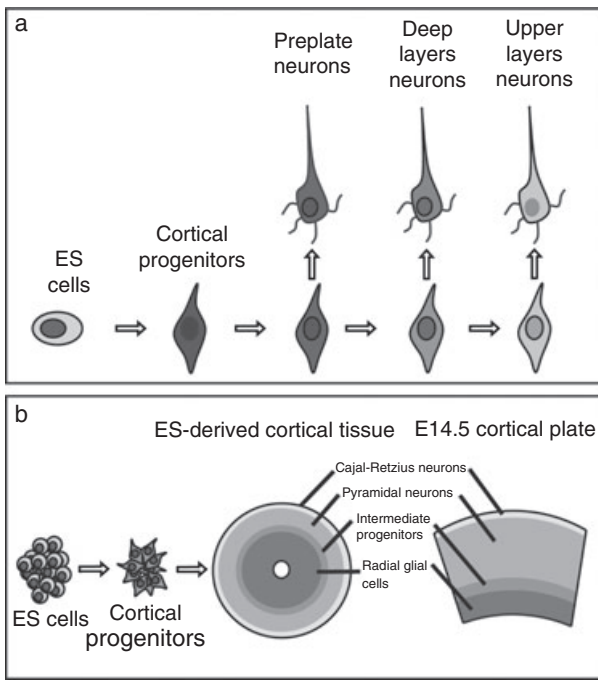 a
Preplate
neurons
Deep
layers
neurons
Upper
layers
neurons
Cortical
progenitors
ES
cells
b
ES-derived cortical tissue
E14.5 cortical plate
Cajal-Retzius neurons
Pyramidal neurons
Intermediate
progenitors
Radial glial
cells
ES cells
Cortical
progenitors